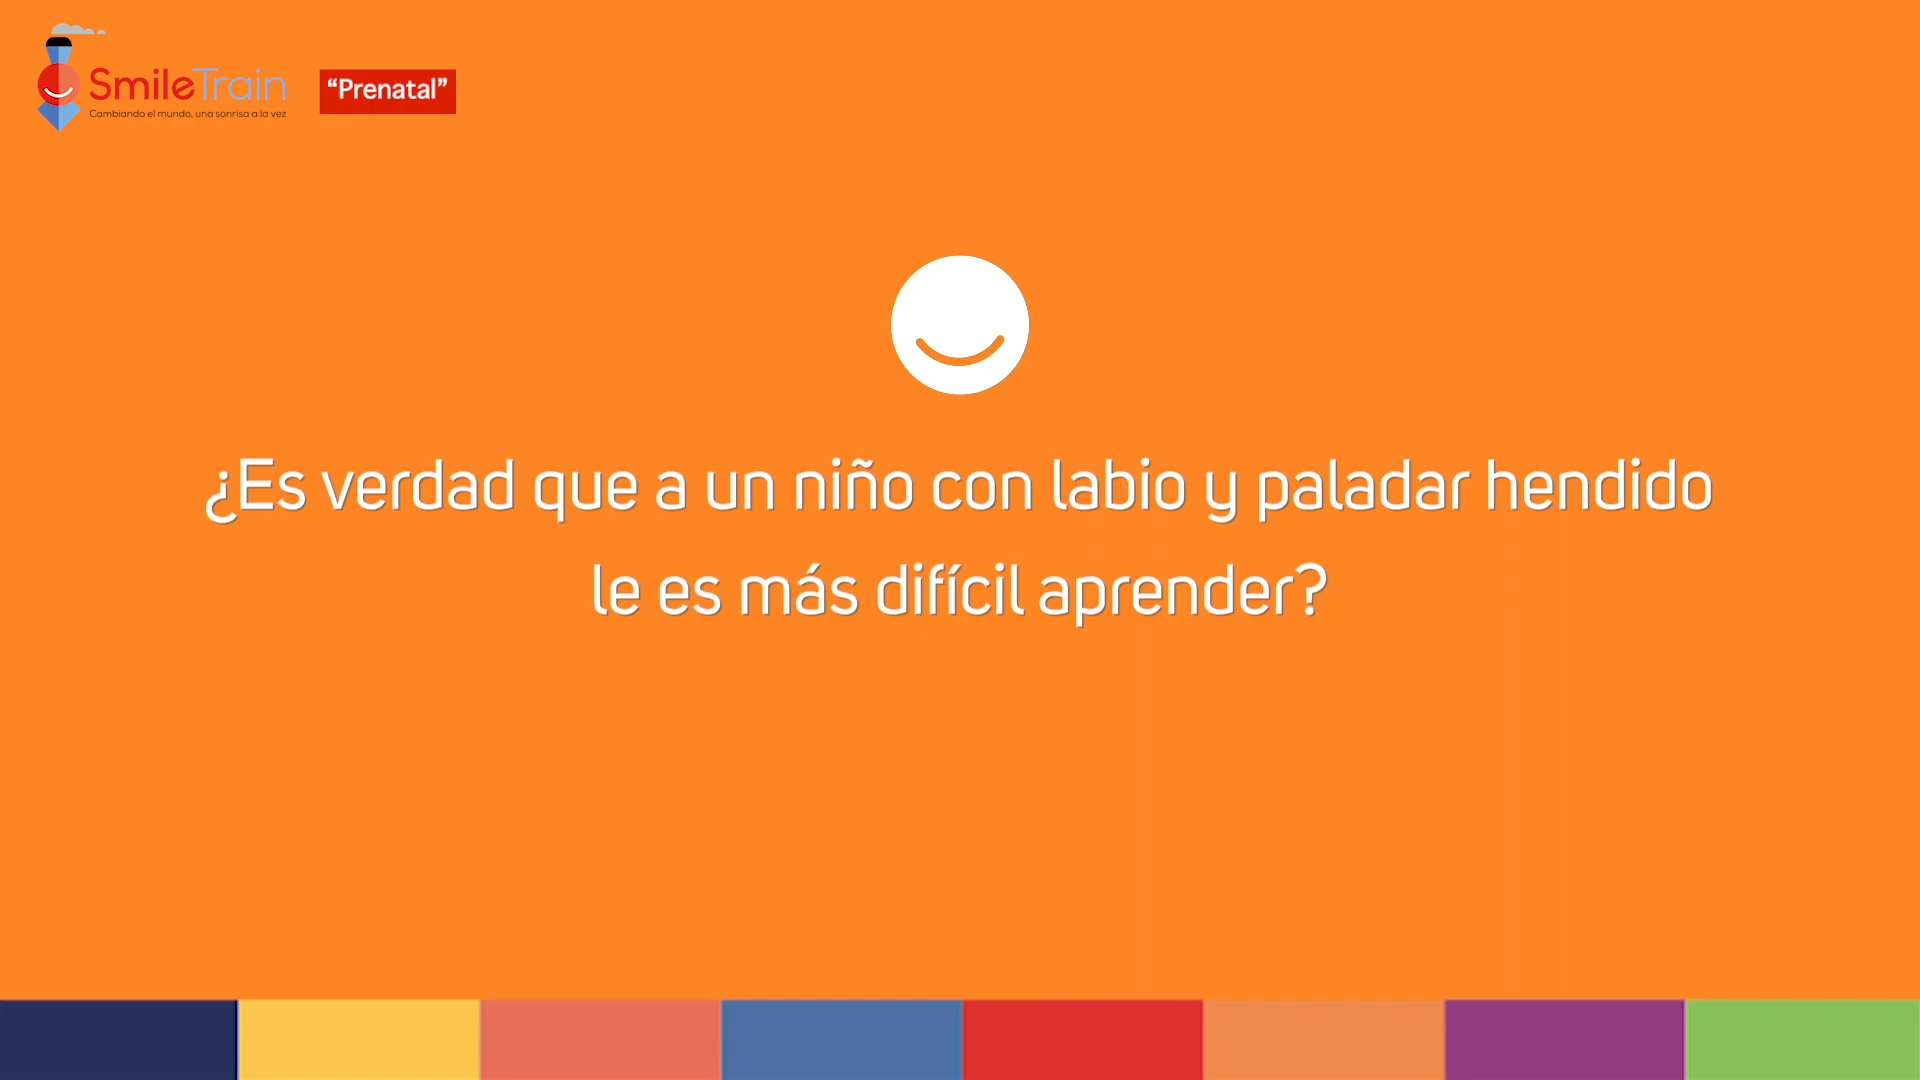 SmileTrain
Cambiando el mundo, una sonrisa a la vez
“Prenatal”
¿Es verdad que a un niño con labio y paladar hendido
le es más difícil aprender?